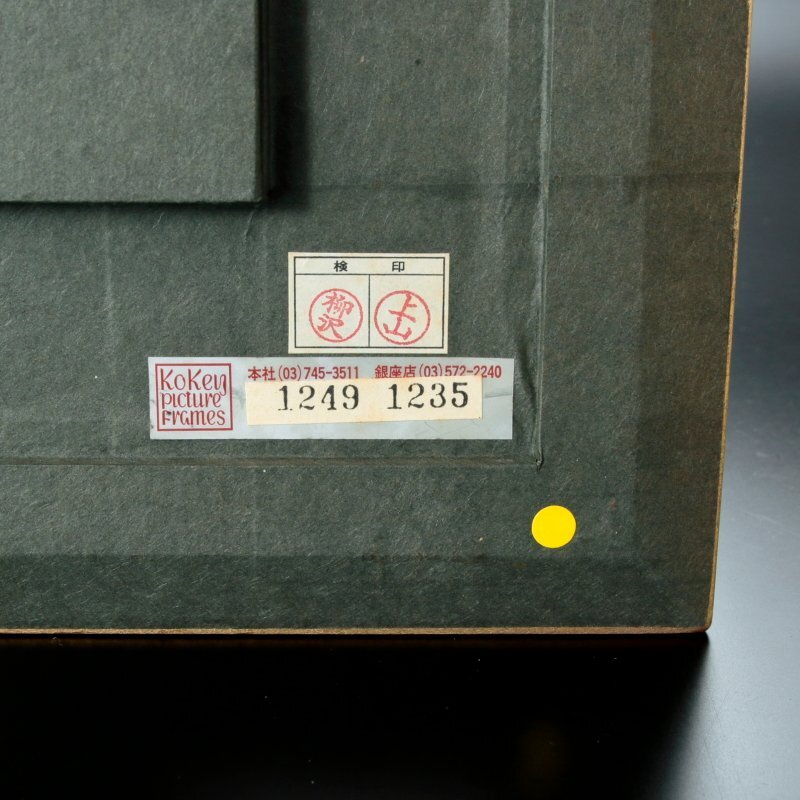 検 印
柳沢 上山
KoKen
picture
Frames
本社(03)745-3511 銀座店(03)572-2240
1249 1235